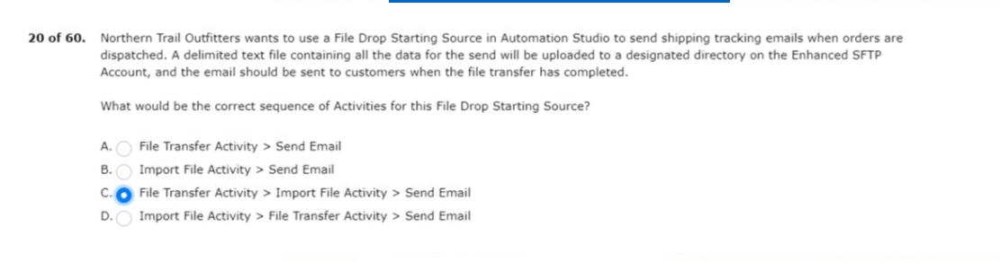 20 of 60. Northern Trail Outfitters wants to use a File Drop Starting Source in Automation Studio to send shipping tracking emails when orders are
dispatched. A delimited text file containing all the data for the send will be uploaded to a designated directory on the Enhanced SFTP
Account, and the email should be sent to customers when the file transfer has completed.
What would be the correct sequence of Activities for this File Drop Starting Source?
A. File Transfer Activity > Send Email
B. Import File Activity > Send Email
C. File Transfer Activity > Import File Activity > Send Email
D. Import File Activity > File Transfer Activity > Send Email